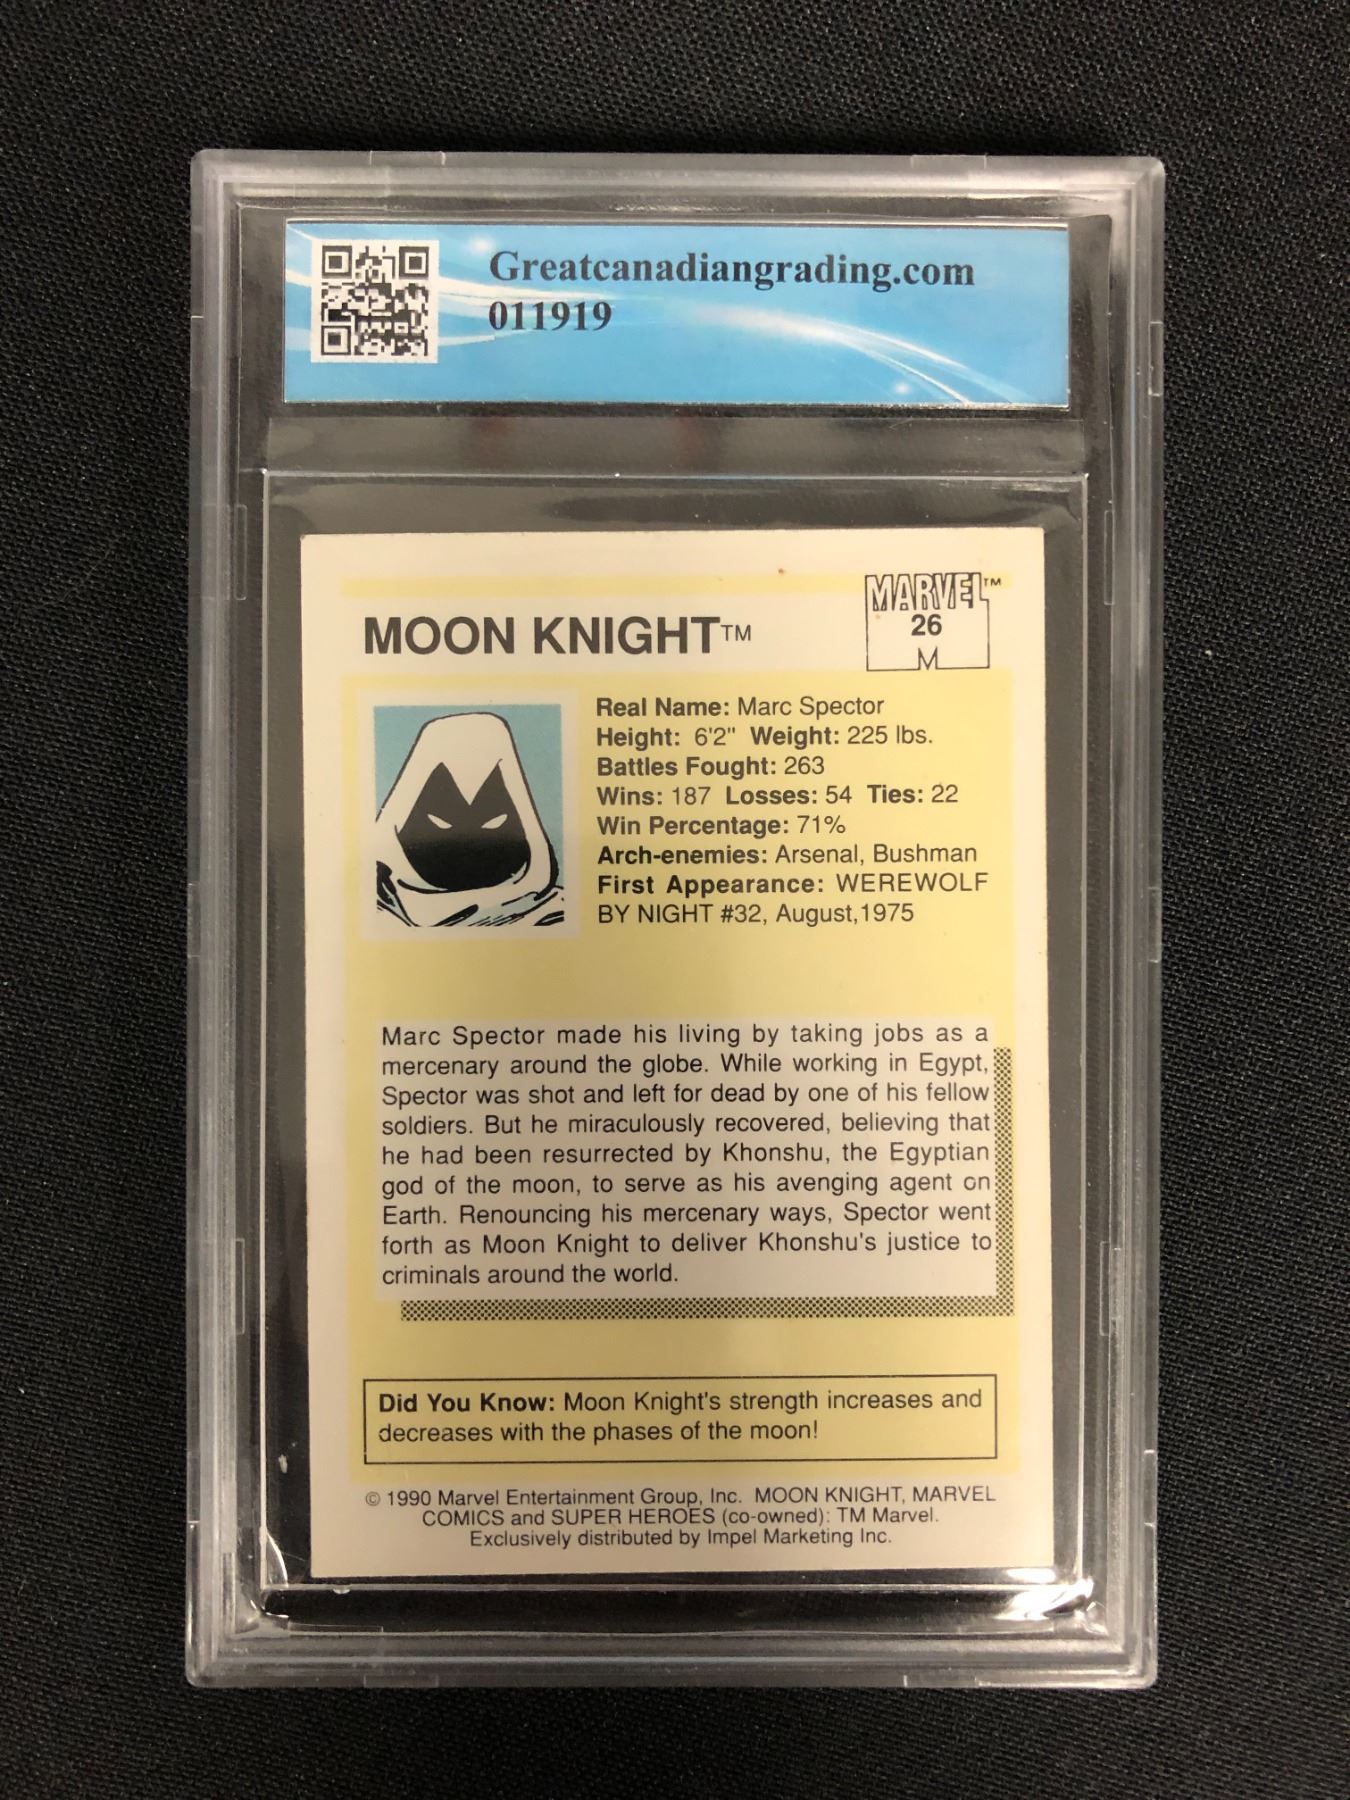 Greatcanadiangrading.com
011919
MOON KNIGHT™
MARVEL™
26
M
Real Name: Marc Spector
Height: 6'2" Weight: 225 lbs.
Battles Fought: 263
Wins: 187 Losses: 54 Ties: 22
Win Percentage: 71%
Arch-enemies: Arsenal, Bushman
First Appearance: WEREWOLF
BY NIGHT #32, August,1975
Marc Spector made his living by taking jobs as a
mercenary around the globe. While working in Egypt,
Spector was shot and left for dead by one of his fellow
soldiers. But he miraculously recovered, believing that
he had been resurrected by Khonshu, the Egyptian
god of the moon, to serve as his avenging agent on
Earth. Renouncing his mercenary ways, Spector went
forth as Moon Knight to deliver Khonshu's justice to
criminals around the world.
Did You Know: Moon Knight's strength increases and
decreases with the phases of the moon!
© 1990 Marvel Entertainment Group, Inc. MOON KNIGHT, MARVEL
COMICS and SUPER HEROES (co-owned): TM Marvel.
Exclusively distributed by Impel Marketing Inc.